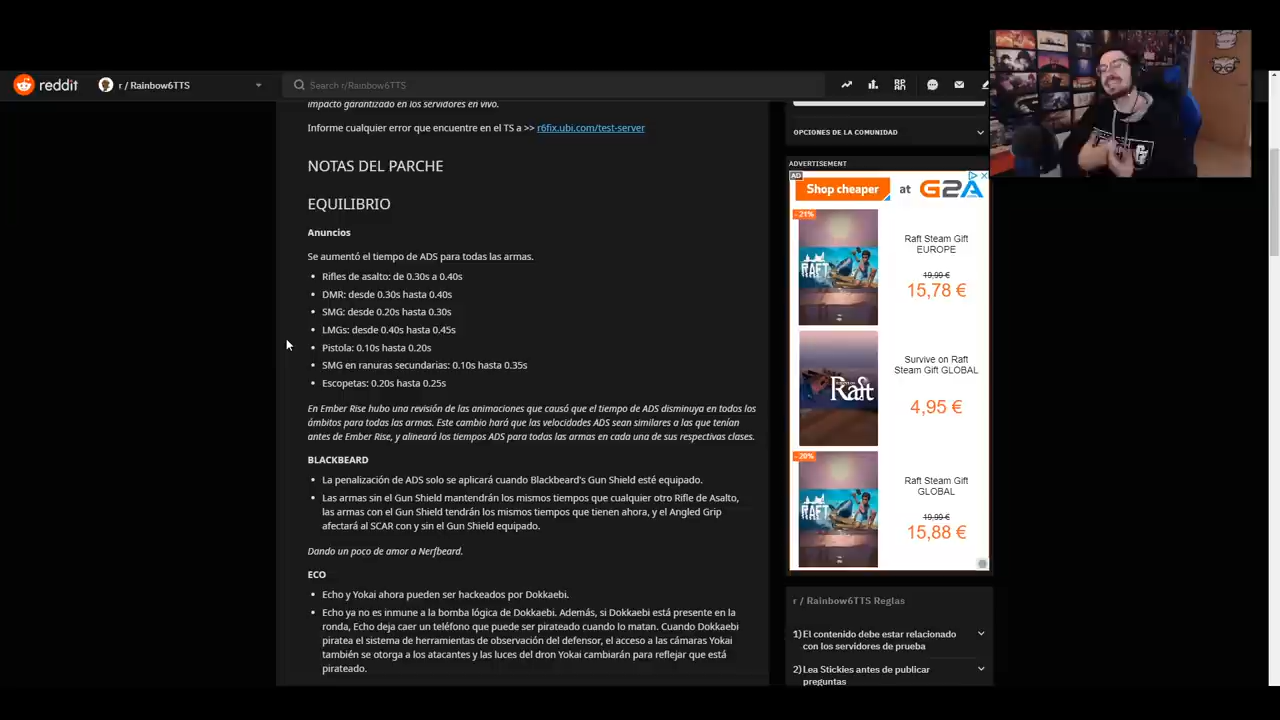 reddit
r / Rainbow6TTS
Search r/Rainbow6TTS
impacto garantizado en los servidores en vivo.
Informe cualquier error que encuentre en el TS a >> r6fix.ubi.com/test-server
NOTAS DEL PARCHE
EQUILIBRIO
Anuncios
Se aumentó el tiempo de ADS para todas las armas.
Rifles de asalto: de 0.30s a 0.40s
DMR: desde 0.30s hasta 0.40s
SMG: desde 0.20s hasta 0.30s
LMGs: desde 0.40s hasta 0.45s
Pistola: 0.10s hasta 0.20s
SMG en ranuras secundarias: 0.10s hasta 0.35s
Escopetas: 0.20s hasta 0.25s
En Ember Rise hubo una revisión de las animaciones que causó que el tiempo de ADS disminuya en todos los
ámbitos para todas las armas. Este cambio hará que las velocidades ADS sean similares a las que tenían
antes de Ember Rise, y alineará los tiempos ADS para todas las armas en cada una de sus respectivas clases.
BLACKBEARD
La penalización de ADS solo se aplicará cuando Blackbeard's Gun Shield esté equipado.
Las armas sin el Gun Shield mantendrán los mismos tiempos que cualquier otro Rifle de Asalto,
las armas con el Gun Shield tendrán los mismos tiempos que tienen ahora, y el Angled Grip
afectará al SCAR con y sin el Gun Shield equipado.
Dando un poco de amor a Nerfbeard.
ECO
Echo y Yokai ahora pueden ser hackeados por Dokkaebi.
Echo ya no es inmune a la bomba lógica de Dokkaebi. Además, si Dokkaebi está presente en la
ronda, Echo deja caer un teléfono que puede ser pirateado cuando lo matan. Cuando Dokkaebi
piratea el sistema de herramientas de observación del defensor, el acceso a las cámaras Yokai
también se otorga a los atacantes y las luces del dron Yokai cambiarán para reflejar que está
pirateado.
OPCIONES DE LA COMUNIDAD
ADVERTISEMENT
AD
Shop cheaper at G2A
-21%
RAFT
Raft Steam Gift
EUROPE
19,99 €
15,78 €
Raft
Survive on Raft
Steam Gift GLOBAL
4,95 €
-20%
RAFT
Raft Steam Gift
GLOBAL
19,99 €
15,88 €
r / Rainbow6TTS Reglas
1) El contenido debe estar relacionado
con los servidores de prueba
2) Lea Stickies antes de publicar
preguntas